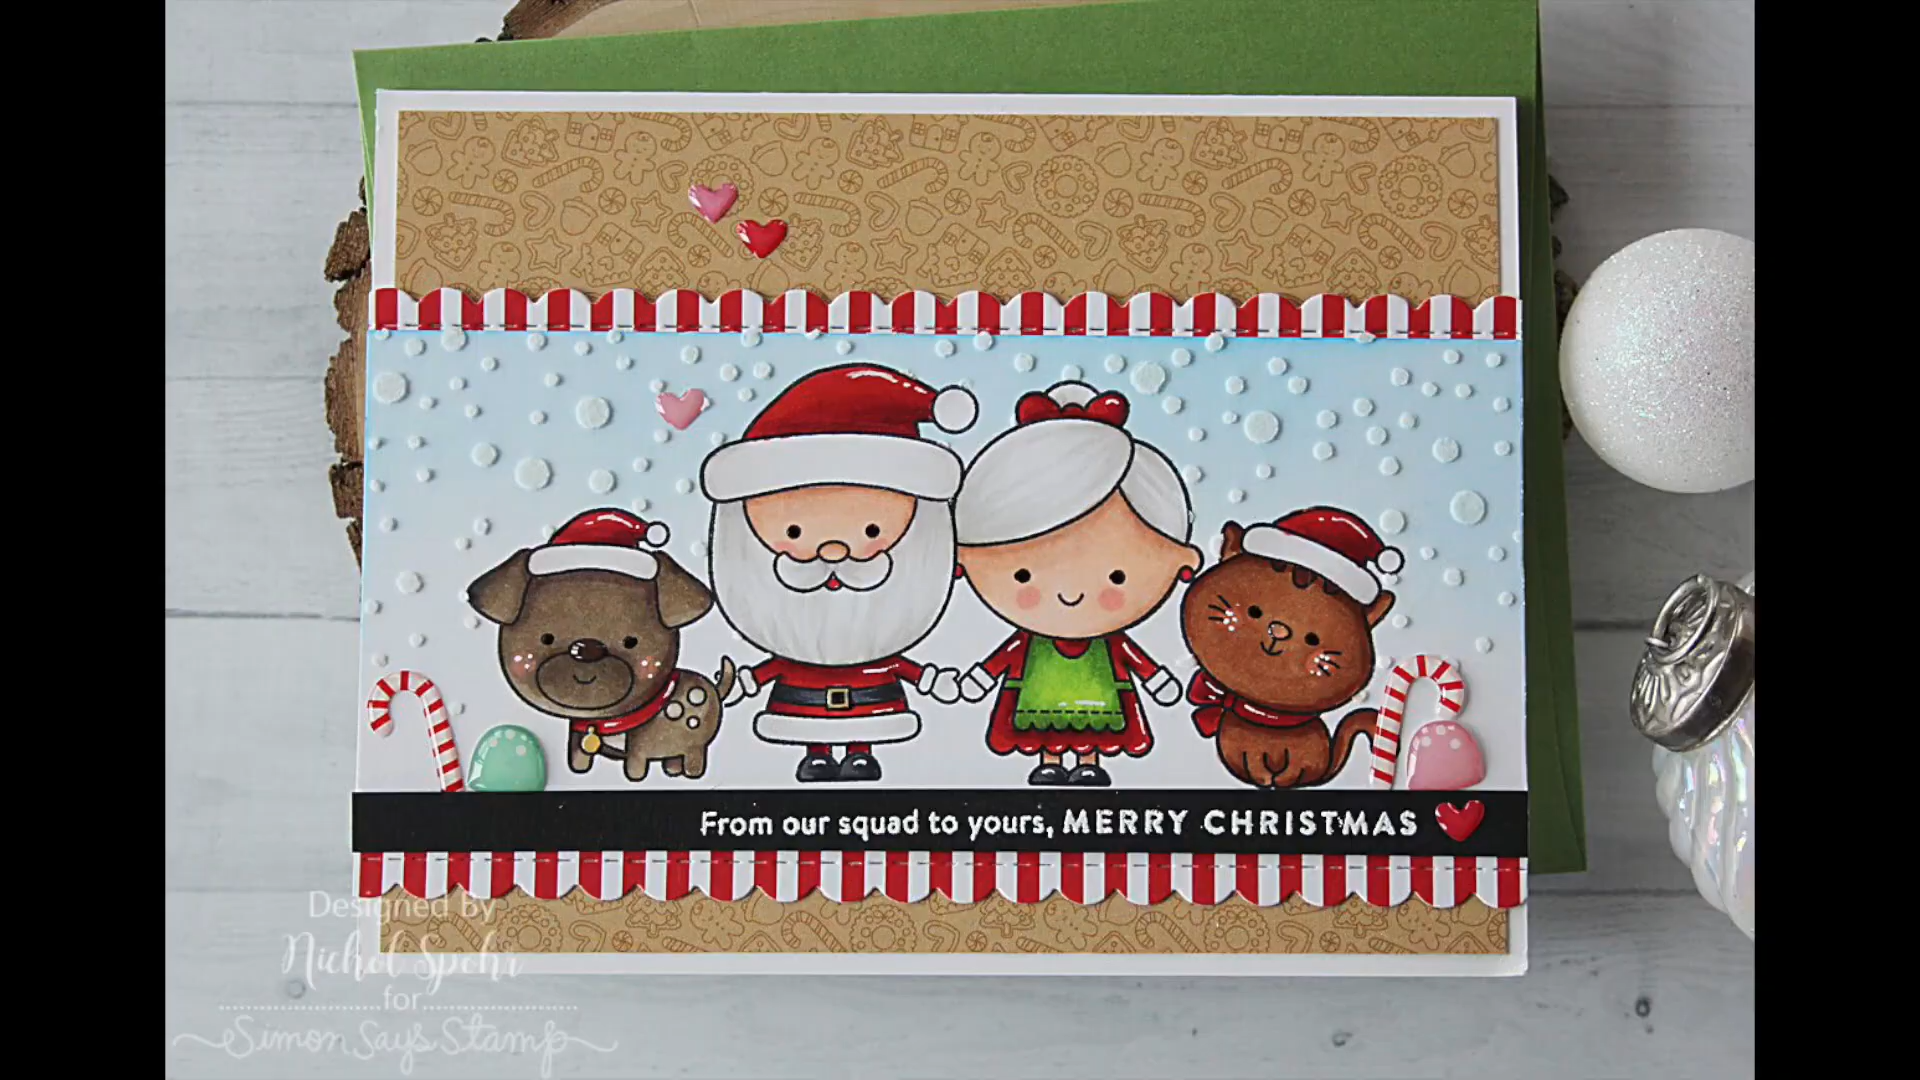 From our squad to yours, MERRY CHRISTMAS
Designed By
Nichol Spohr
for
Simon Says Stamp